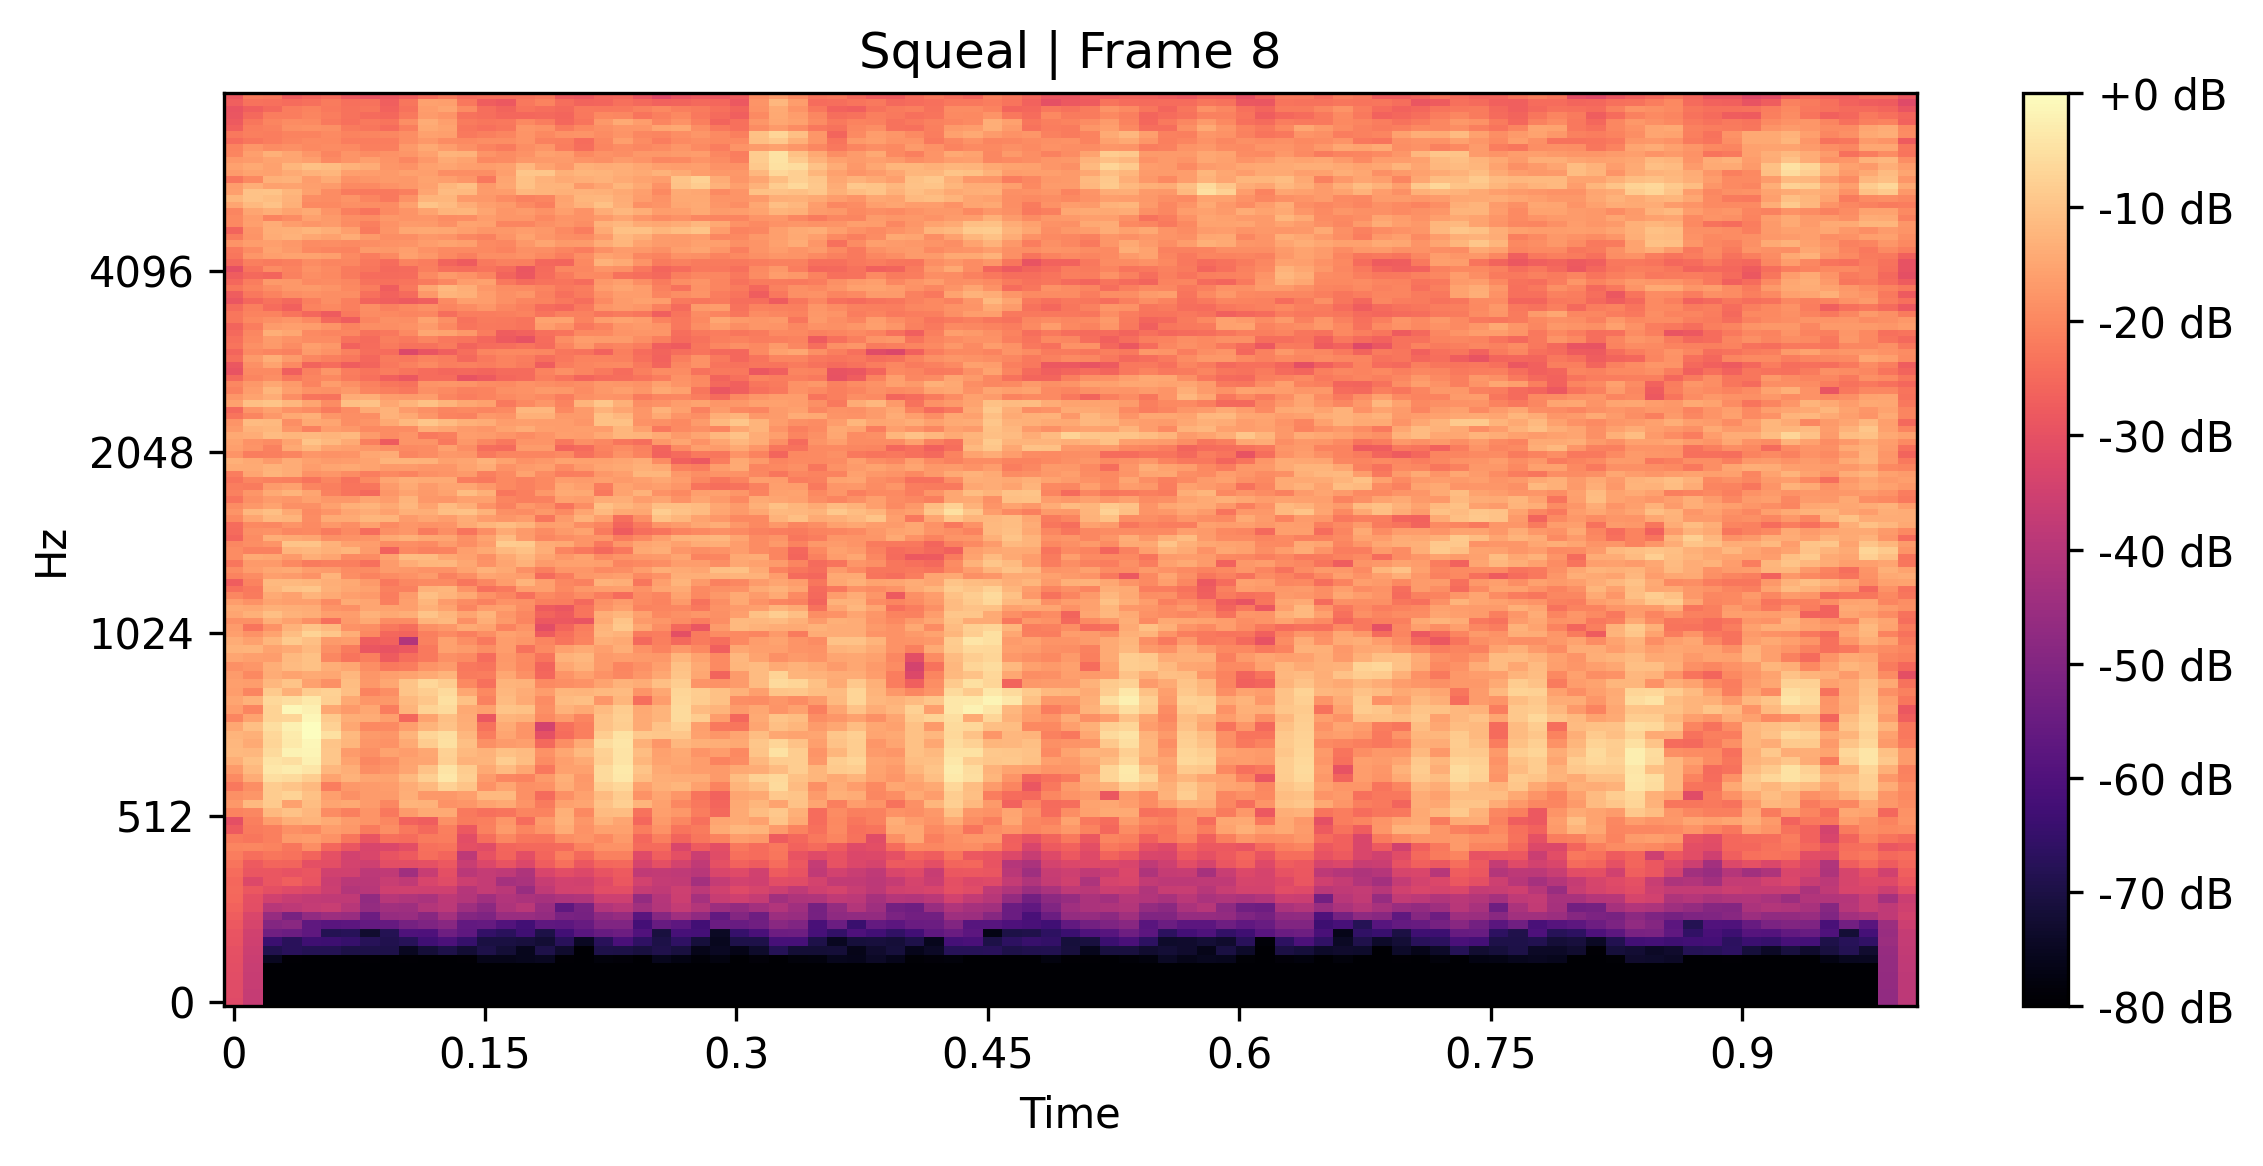 Squeal | Frame 8
+0 dB
-10 dB
-20 dB
-30 dB
-40 dB
-50 dB
-60 dB
-70 dB
-80 dB
Hz
4096
2048
1024
512
0
0 0.15 0.3 0.45 0.6 0.75 0.9
Time